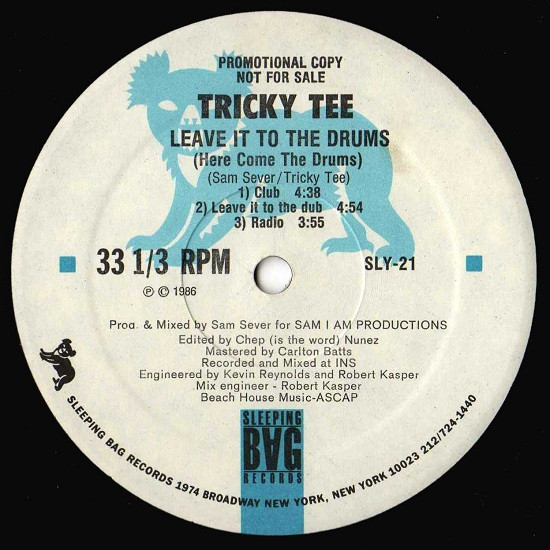 PROMOTIONAL COPY
NOT FOR SALE
TRICKY TEE
LEAVE IT TO THE DRUMS
(Here Come The Drums)
(Sam Sever/Tricky Tee)
1) Club 4:38
2) Leave it to the dub 4:54
3) Radio 3:55
33 1/3 RPM
SLY-21
℗ © 1986
Prod. & Mixed by Sam Sever for SAM I AM PRODUCTIONS
Edited by Chep (is the word) Nunez
Mastered by Carlton Batts
Recorded and Mixed at INS
Engineered by Kevin Reynolds and Robert Kasper
Mix engineer - Robert Kasper
Beach House Music-ASCAP
SLEEPING
BAG
RECORDS
SLEEPING BAG RECORDS 1974 BROADWAY NEW YORK, NEW YORK 10023 212/724-1440